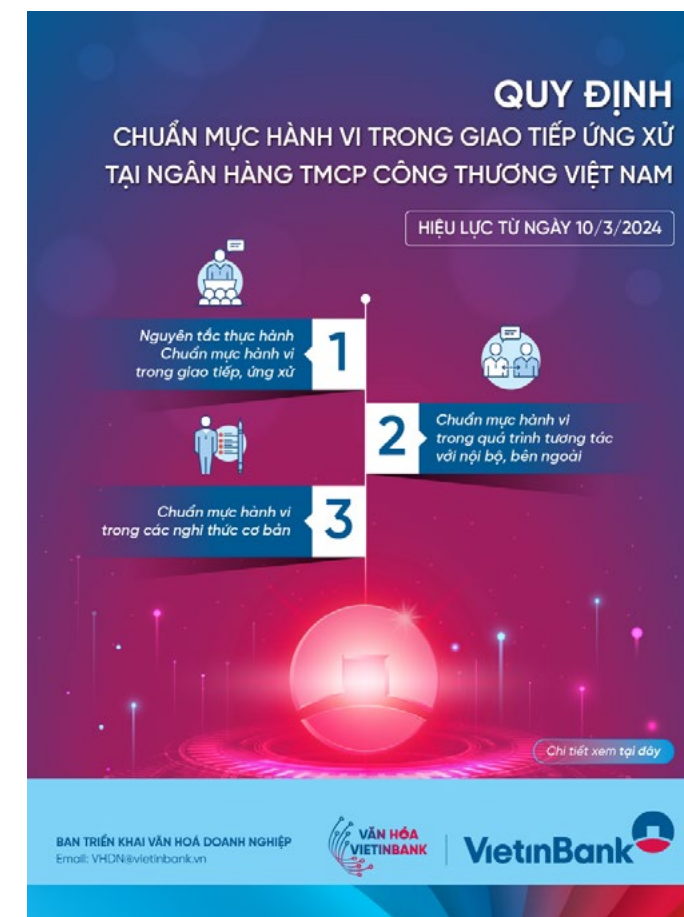 QUY ĐỊNH
CHUẨN MỰC HÀNH VI TRONG GIAO TIẾP ỨNG XỬ
TẠI NGÂN HÀNG TMCP CÔNG THƯƠNG VIỆT NAM
HIỆU LỰC TỪ NGÀY 10/3/2024
Nguyên tắc thực hành
Chuẩn mực hành vi
trong giao tiếp, ứng xử
1
2
Chuẩn mực hành vi
trong quá trình tương tác
với nội bộ, bên ngoài
Chuẩn mực hành vi
trong các nghi thức cơ bản
3
Chi tiết xem tại đây
BAN TRIỂN KHAI VĂN HOÁ DOANH NGHIỆP
Email: VHDN@vietinbank.vn
VĂN HÓA
VIETINBANK
VietinBank